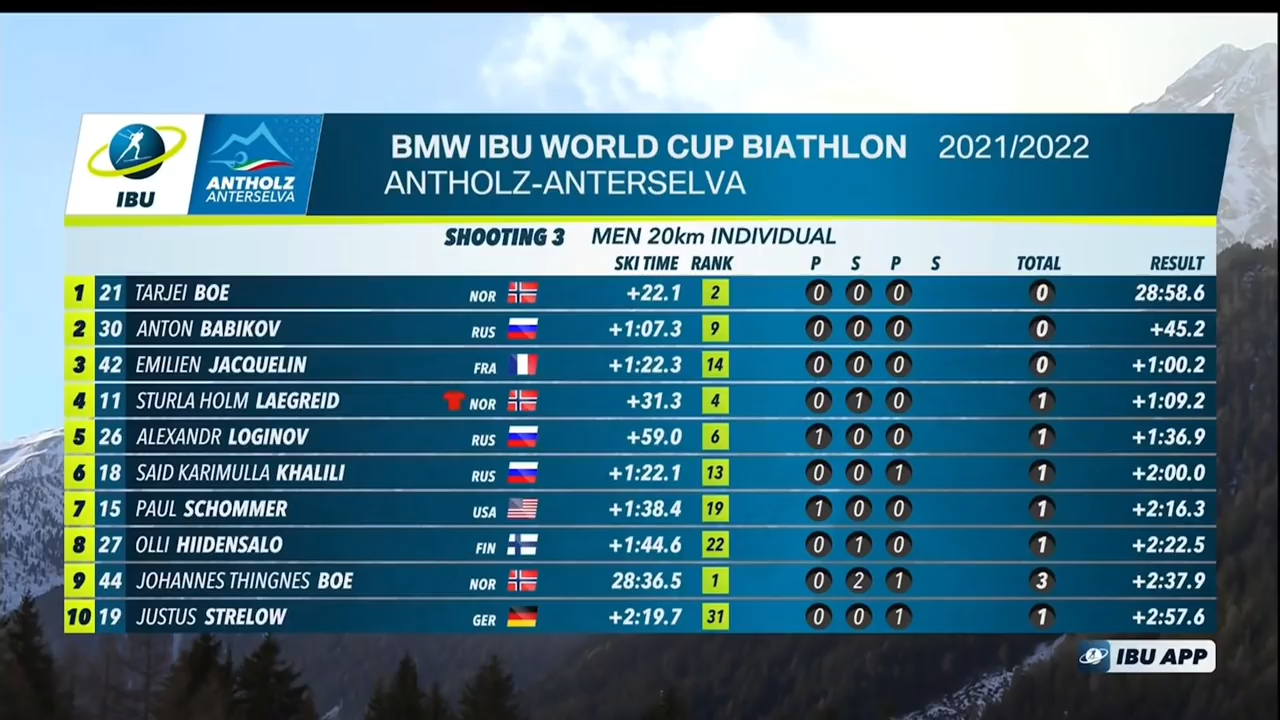 BMW IBU WORLD CUP BIATHLON 2021/2022
ANTHOLZ-ANTERSELVA
IBU
ANTHOLZ
ANTERSELVA
SHOOTING 3 MEN 20km INDIVIDUAL
SKI TIME RANK P S P S TOTAL RESULT
1 21 TARJEI BOE NOR +22.1 2 0 0 0 0 28:58.6
2 30 ANTON BABIKOV RUS +1:07.3 9 0 0 0 0 +45.2
3 42 EMILIEN JACQUELIN FRA +1:22.3 14 0 0 0 0 +1:00.2
4 11 STURLA HOLM LAEGREID NOR +31.3 4 0 1 0 1 +1:09.2
5 26 ALEXANDR LOGINOV RUS +59.0 6 1 0 0 1 +1:36.9
6 18 SAID KARIMULLA KHALILI RUS +1:22.1 13 0 0 1 1 +2:00.0
7 15 PAUL SCHOMMER USA +1:38.4 19 1 0 0 1 +2:16.3
8 27 OLLI HIIDENSALO FIN +1:44.6 22 0 1 0 1 +2:22.5
9 44 JOHANNES THINGNES BOE NOR 28:36.5 1 0 2 1 3 +2:37.9
10 19 JUSTUS STRELOW GER +2:19.7 31 0 0 1 1 +2:57.6
IBU APP